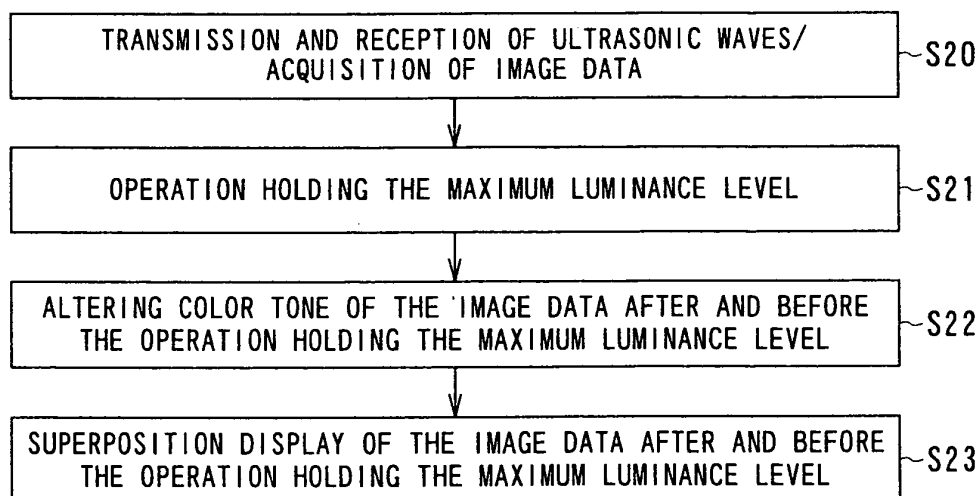 TRANSMISSION AND RECEPTION OF ULTRASONIC WAVES/
ACQUISITION OF IMAGE DATA
S20
OPERATION HOLDING THE MAXIMUM LUMINANCE LEVEL
S21
ALTERING COLOR TONE OF THE IMAGE DATA AFTER AND BEFORE
THE OPERATION HOLDING THE MAXIMUM LUMINANCE LEVEL
S22
SUPERPOSITION DISPLAY OF THE IMAGE DATA AFTER AND BEFORE
THE OPERATION HOLDING THE MAXIMUM LUMINANCE LEVEL
S23